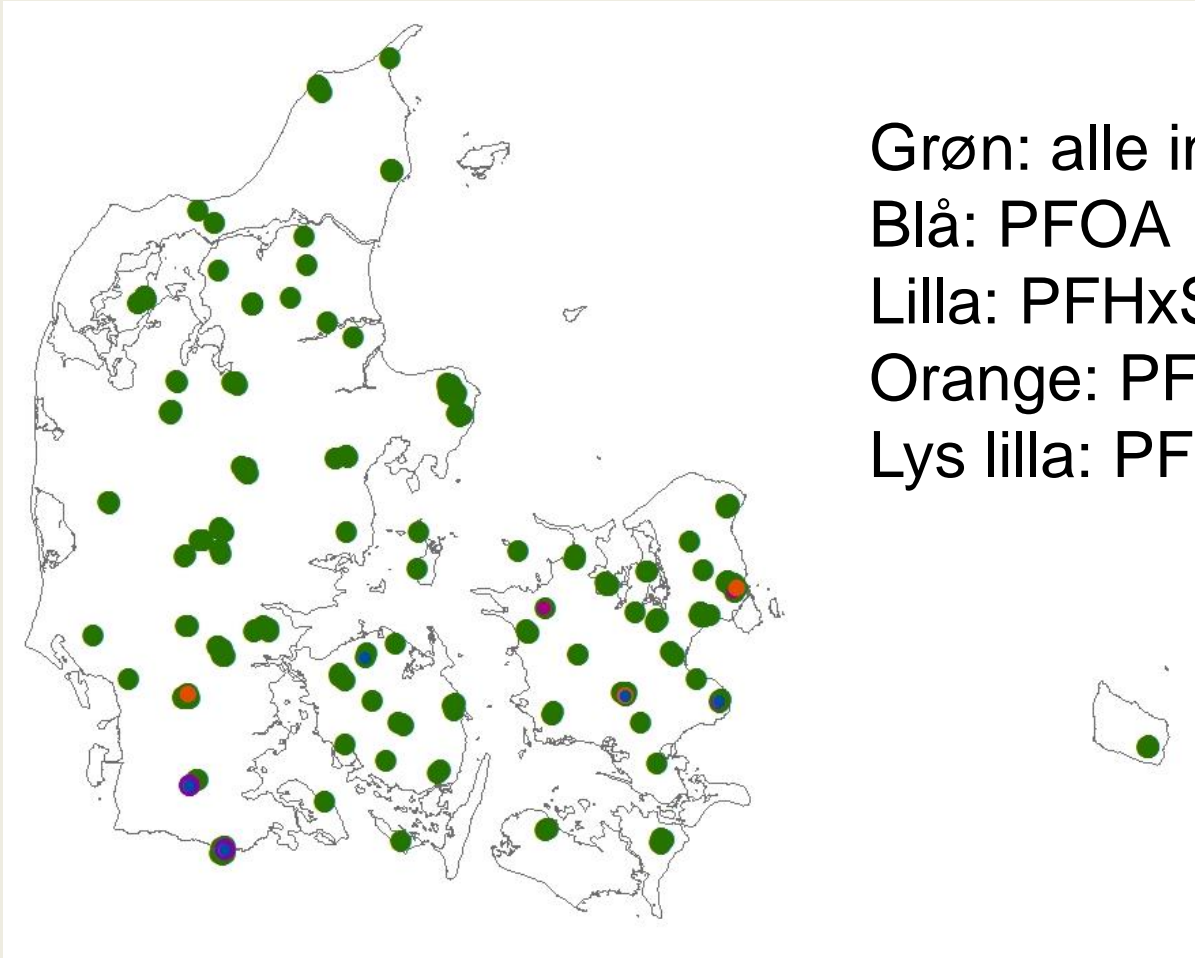 Grøn: alle
Blå: PFOA
Lilla: PFHxS
Orange: PF
Lys lilla: PF